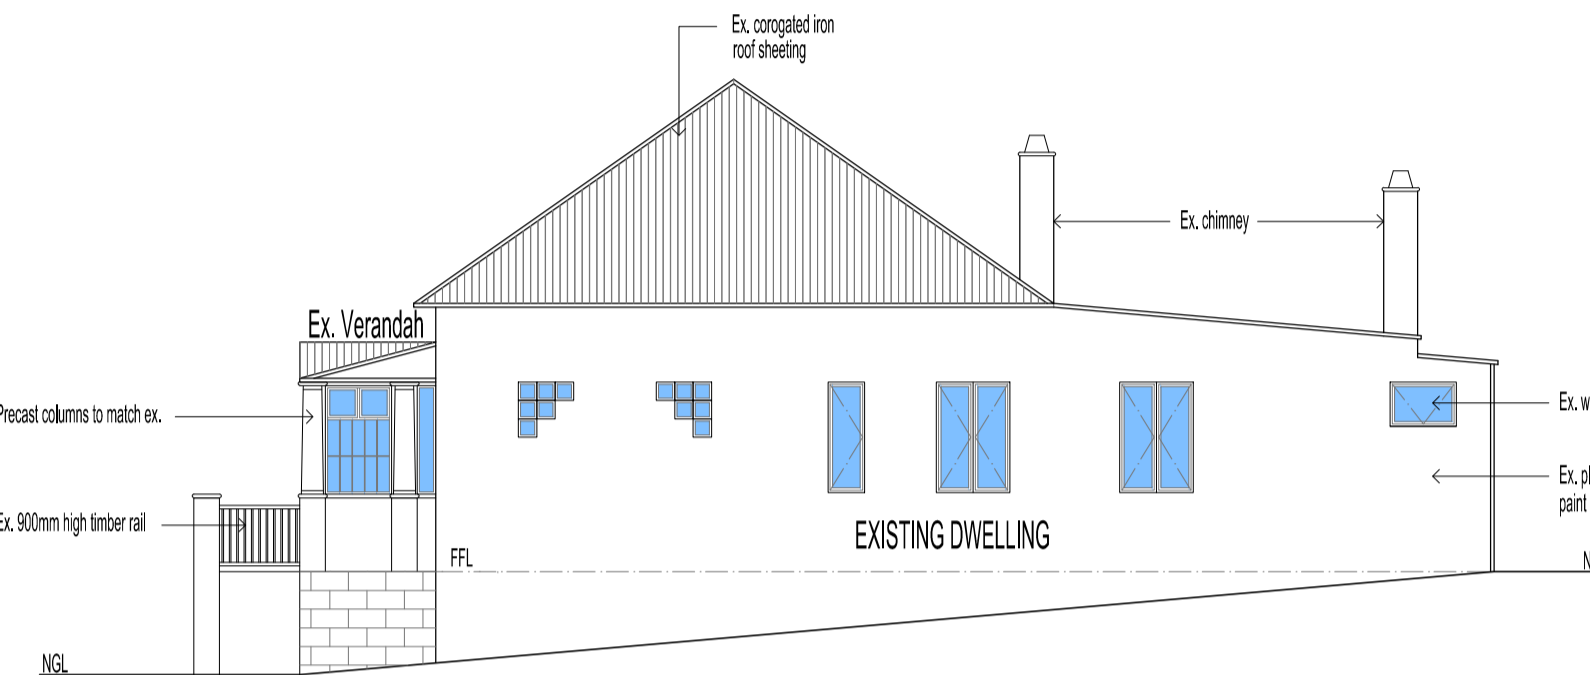 Ex. corogated iron
roof sheeting
Ex. chimney
Ex. Verandah
Precast columns to match ex.
Ex. 900mm high timber rail
FFL
EXISTING DWELLING
NGL
Ex.
Ex.
paint